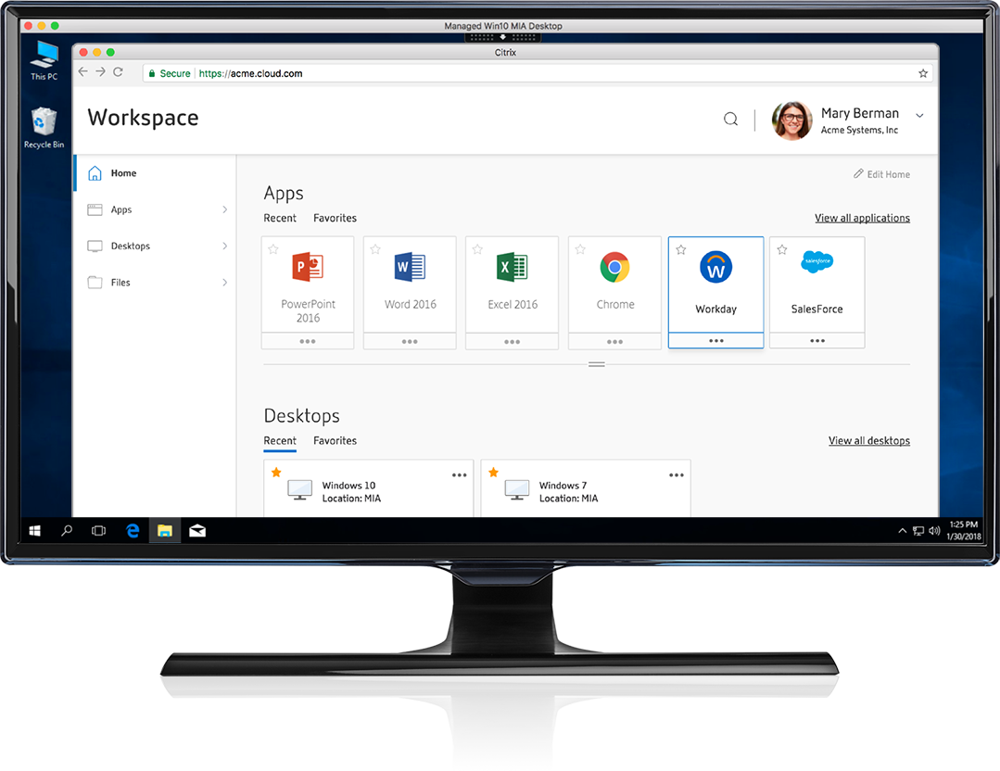 Managed Win10 MIA Desktop
This PC
Recycle Bin
Citrix
Secure https://acme.cloud.com
Workspace
Mary Berman
Acme Systems, Inc
Home
Apps
Desktops
Files
Edit Home
Apps
Recent Favorites
View all applications
P
PowerPoint
2016
W
Word 2016
X
Excel 2016
Chrome
W
Workday
salesforce
SalesForce
Desktops
Recent Favorites
View all desktops
Windows 10
Location: MIA
Windows 7
Location: MIA
1:25 PM
1/30/2018